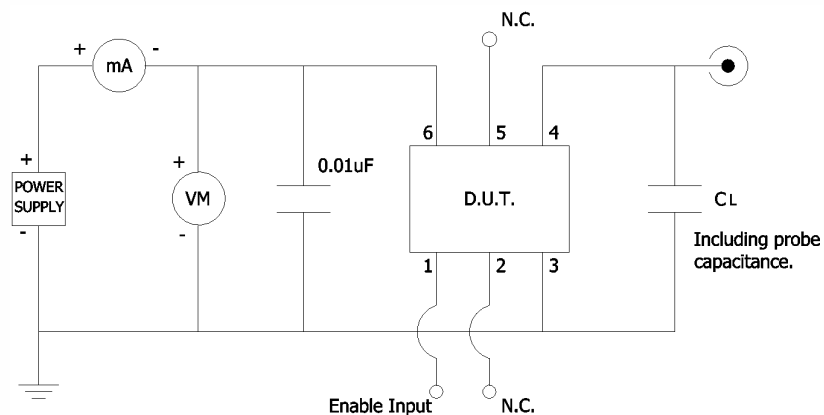 N.C.
+ mA -
6 5 4
+
POWER
SUPPLY
-
+
VM
-
0.01uF
D.U.T.
CL
Including probe
capacitance.
1 2 3
Enable Input
N.C.